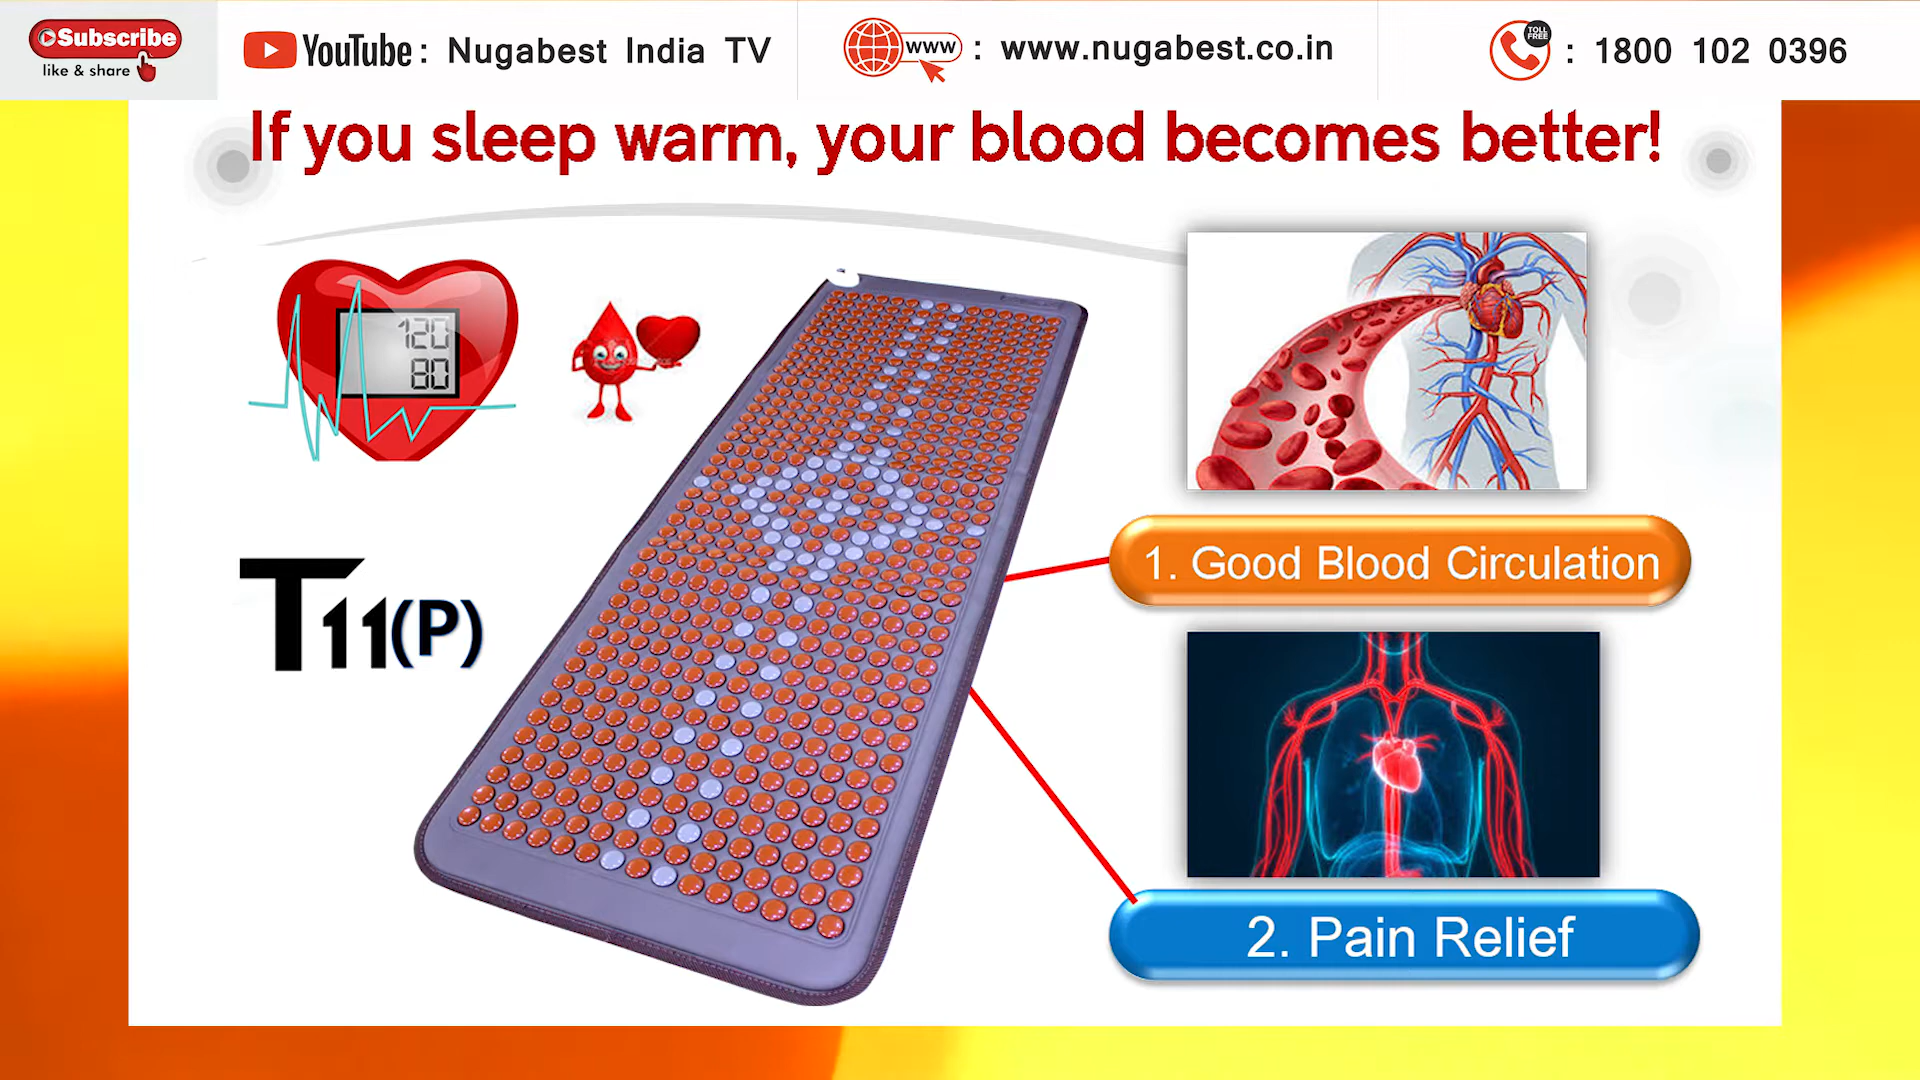 Subscribe
like & share
YouTube : Nugabest India TV
www : www.nugabest.co.in
TOLL FREE : 1800 102 0396
If you sleep warm, your blood becomes better!
120
80
T11(P)
1. Good Blood Circulation
2. Pain Relief